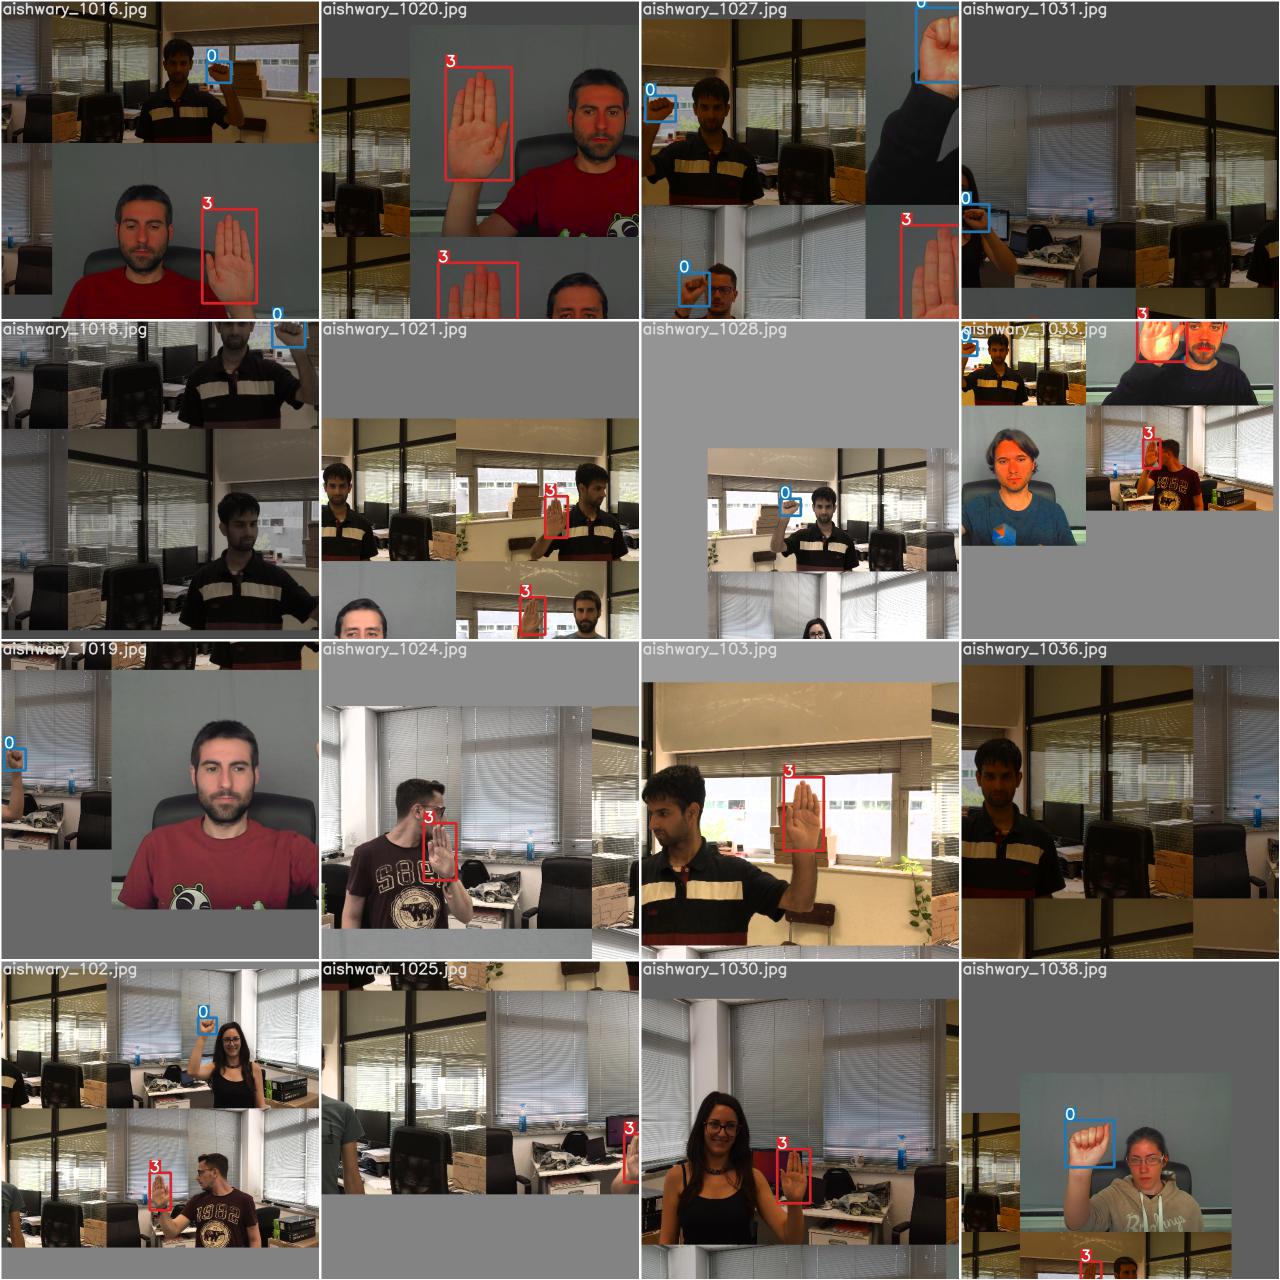 aishwary_1016.jpg
aishwary_1020.jpg
aishwary_1027.jpg
aishwary_1031.jpg
0
3
0
0
0
3
3
0
3
0
3
aishwary_1018.jpg
aishwary_1021.jpg
aishwary_1028.jpg
aishwary_1033.jpg
0
3
3
0
0
3
1982
aishwary_1019.jpg
aishwary_1024.jpg
aishwary_103.jpg
aishwary_1036.jpg
0
3
3
aishwary_102.jpg
aishwary_1025.jpg
aishwary_1030.jpg
aishwary_1038.jpg
0
3
1982
3
3
0
3